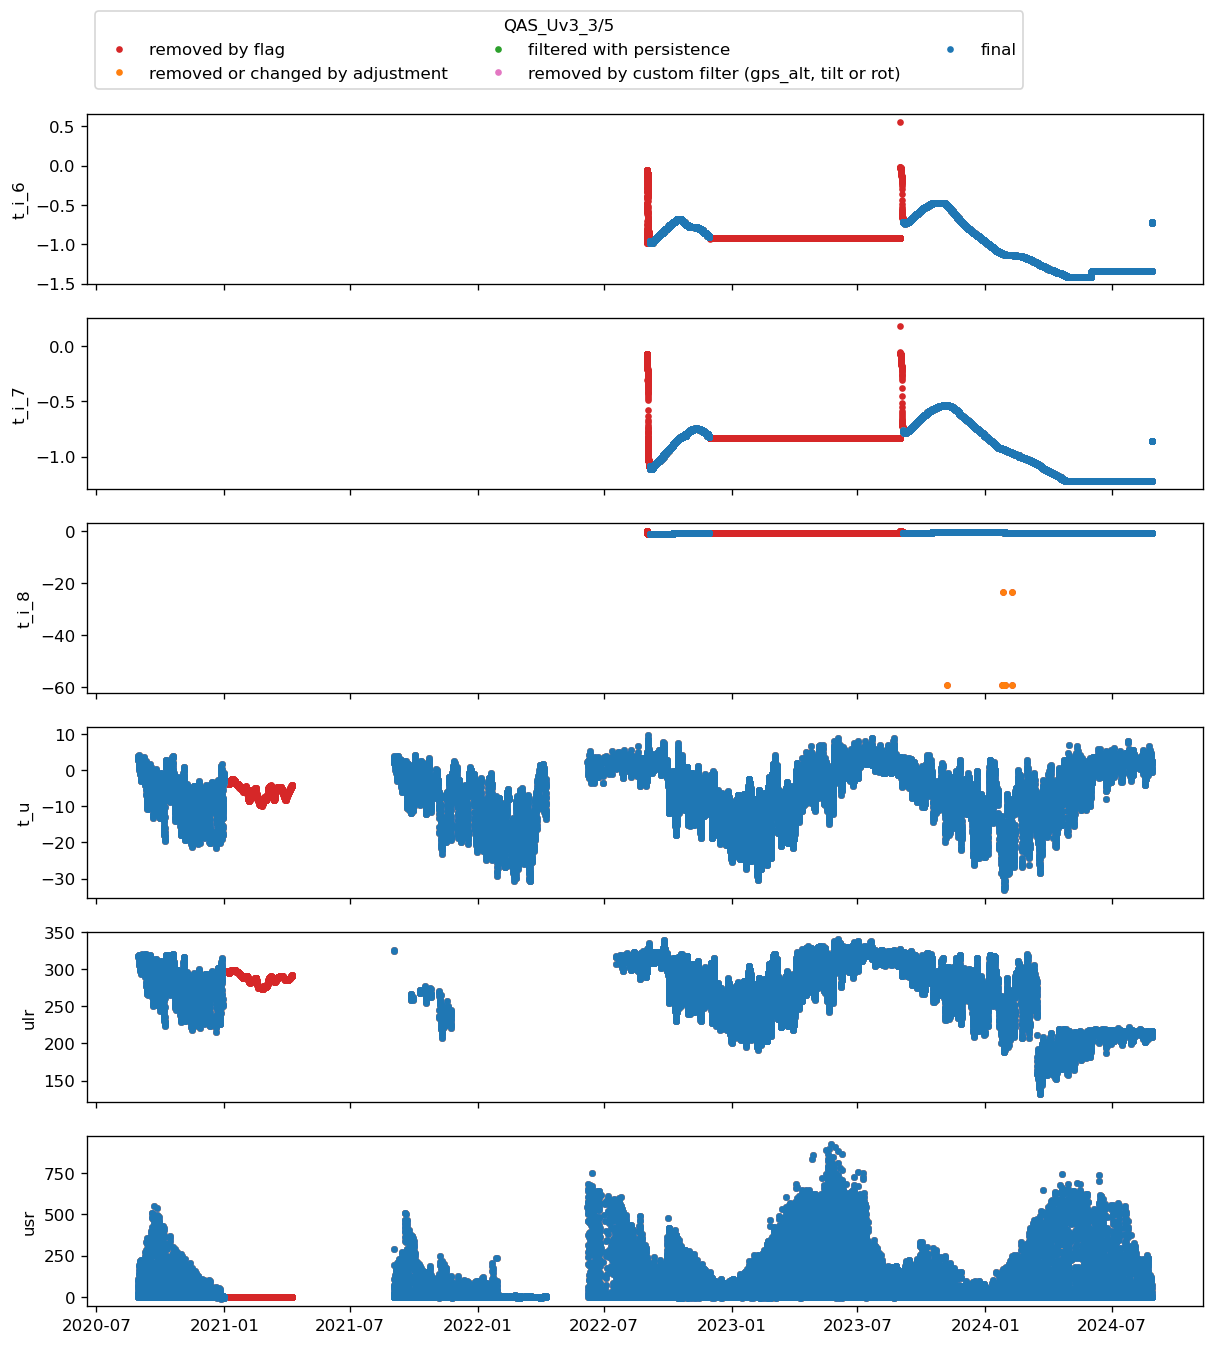 QAS_Uv3_3/5
removed by flag
filtered with persistence
final
removed or changed by adjustment
removed by custom filter (gps_alt, tilt or rot)
t_i_6
0.5
0.0
−0.5
−1.0
−1.5
t_i_7
0.0
−0.5
−1.0
t_i_8
0
−20
−40
−60
t_u
10
0
−10
−20
−30
ulr
350
300
250
200
150
usr
750
500
250
0
2020-07 2021-01 2021-07 2022-01 2022-07 2023-01 2023-07 2024-01 2024-07